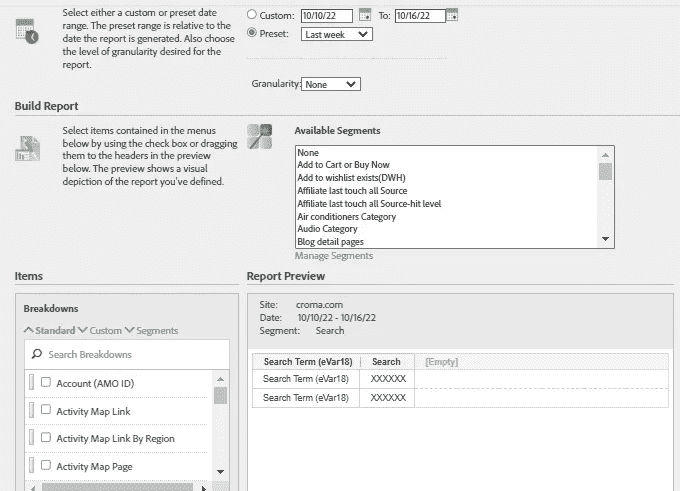 Select either a custom or preset date
range. The preset range is relative to the
date the report is generated. Also choose
the level of granularity desired for the
report.
Custom: 10/10/22 To: 10/16/22
Preset: Last week
Granularity: None
Build Report
Select items contained in the menus
below by using the check box or dragging
them to the headers in the preview
below. The preview shows a visual
depiction of the report you've defined.
Available Segments
None
Add to Cart or Buy Now
Add to wishlist exists(DWH)
Affiliate last touch all Source
Affiliate last touch all Source-hit level
Air conditioners Category
Audio Category
Blog detail pages
Manage Segments
Items
Breakdowns
Standard Custom Segments
Search Breakdowns
Account (AMO ID)
Activity Map Link
Activity Map Link By Region
Activity Map Page
Report Preview
Site: croma.com
Date: 10/10/22 - 10/16/22
Segment: Search
Search Term (eVar18) Search [Empty]
Search Term (eVar18) XXXXXX
Search Term (eVar18) XXXXXX